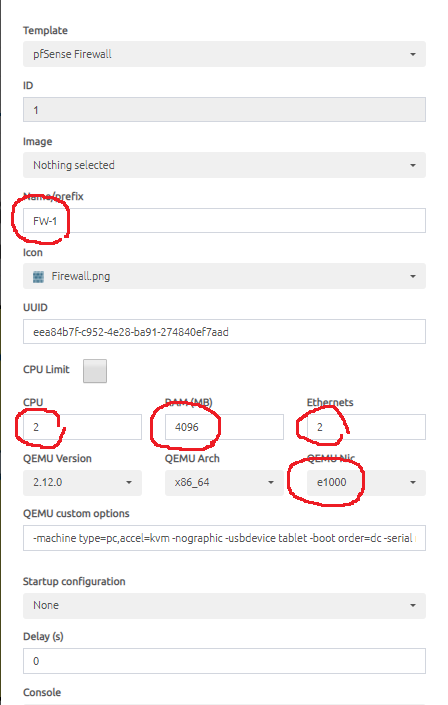 Template
pfSense Firewall
ID
1
Image
Nothing selected
Name/prefix
FW-1
Icon
Firewall.png
UUID
eea84b7f-c952-4e28-ba91-274840ef7aad
CPU Limit
CPU RAM (MB) Ethernets
2 4096 2
QEMU Version QEMU Arch QEMU Nic
2.12.0 x86_64 e1000
QEMU custom options
-machine type=pc,accel=kvm -nographic -usbdevice tablet -boot order=dc -serial
Startup configuration
None
Delay (s)
0
Console